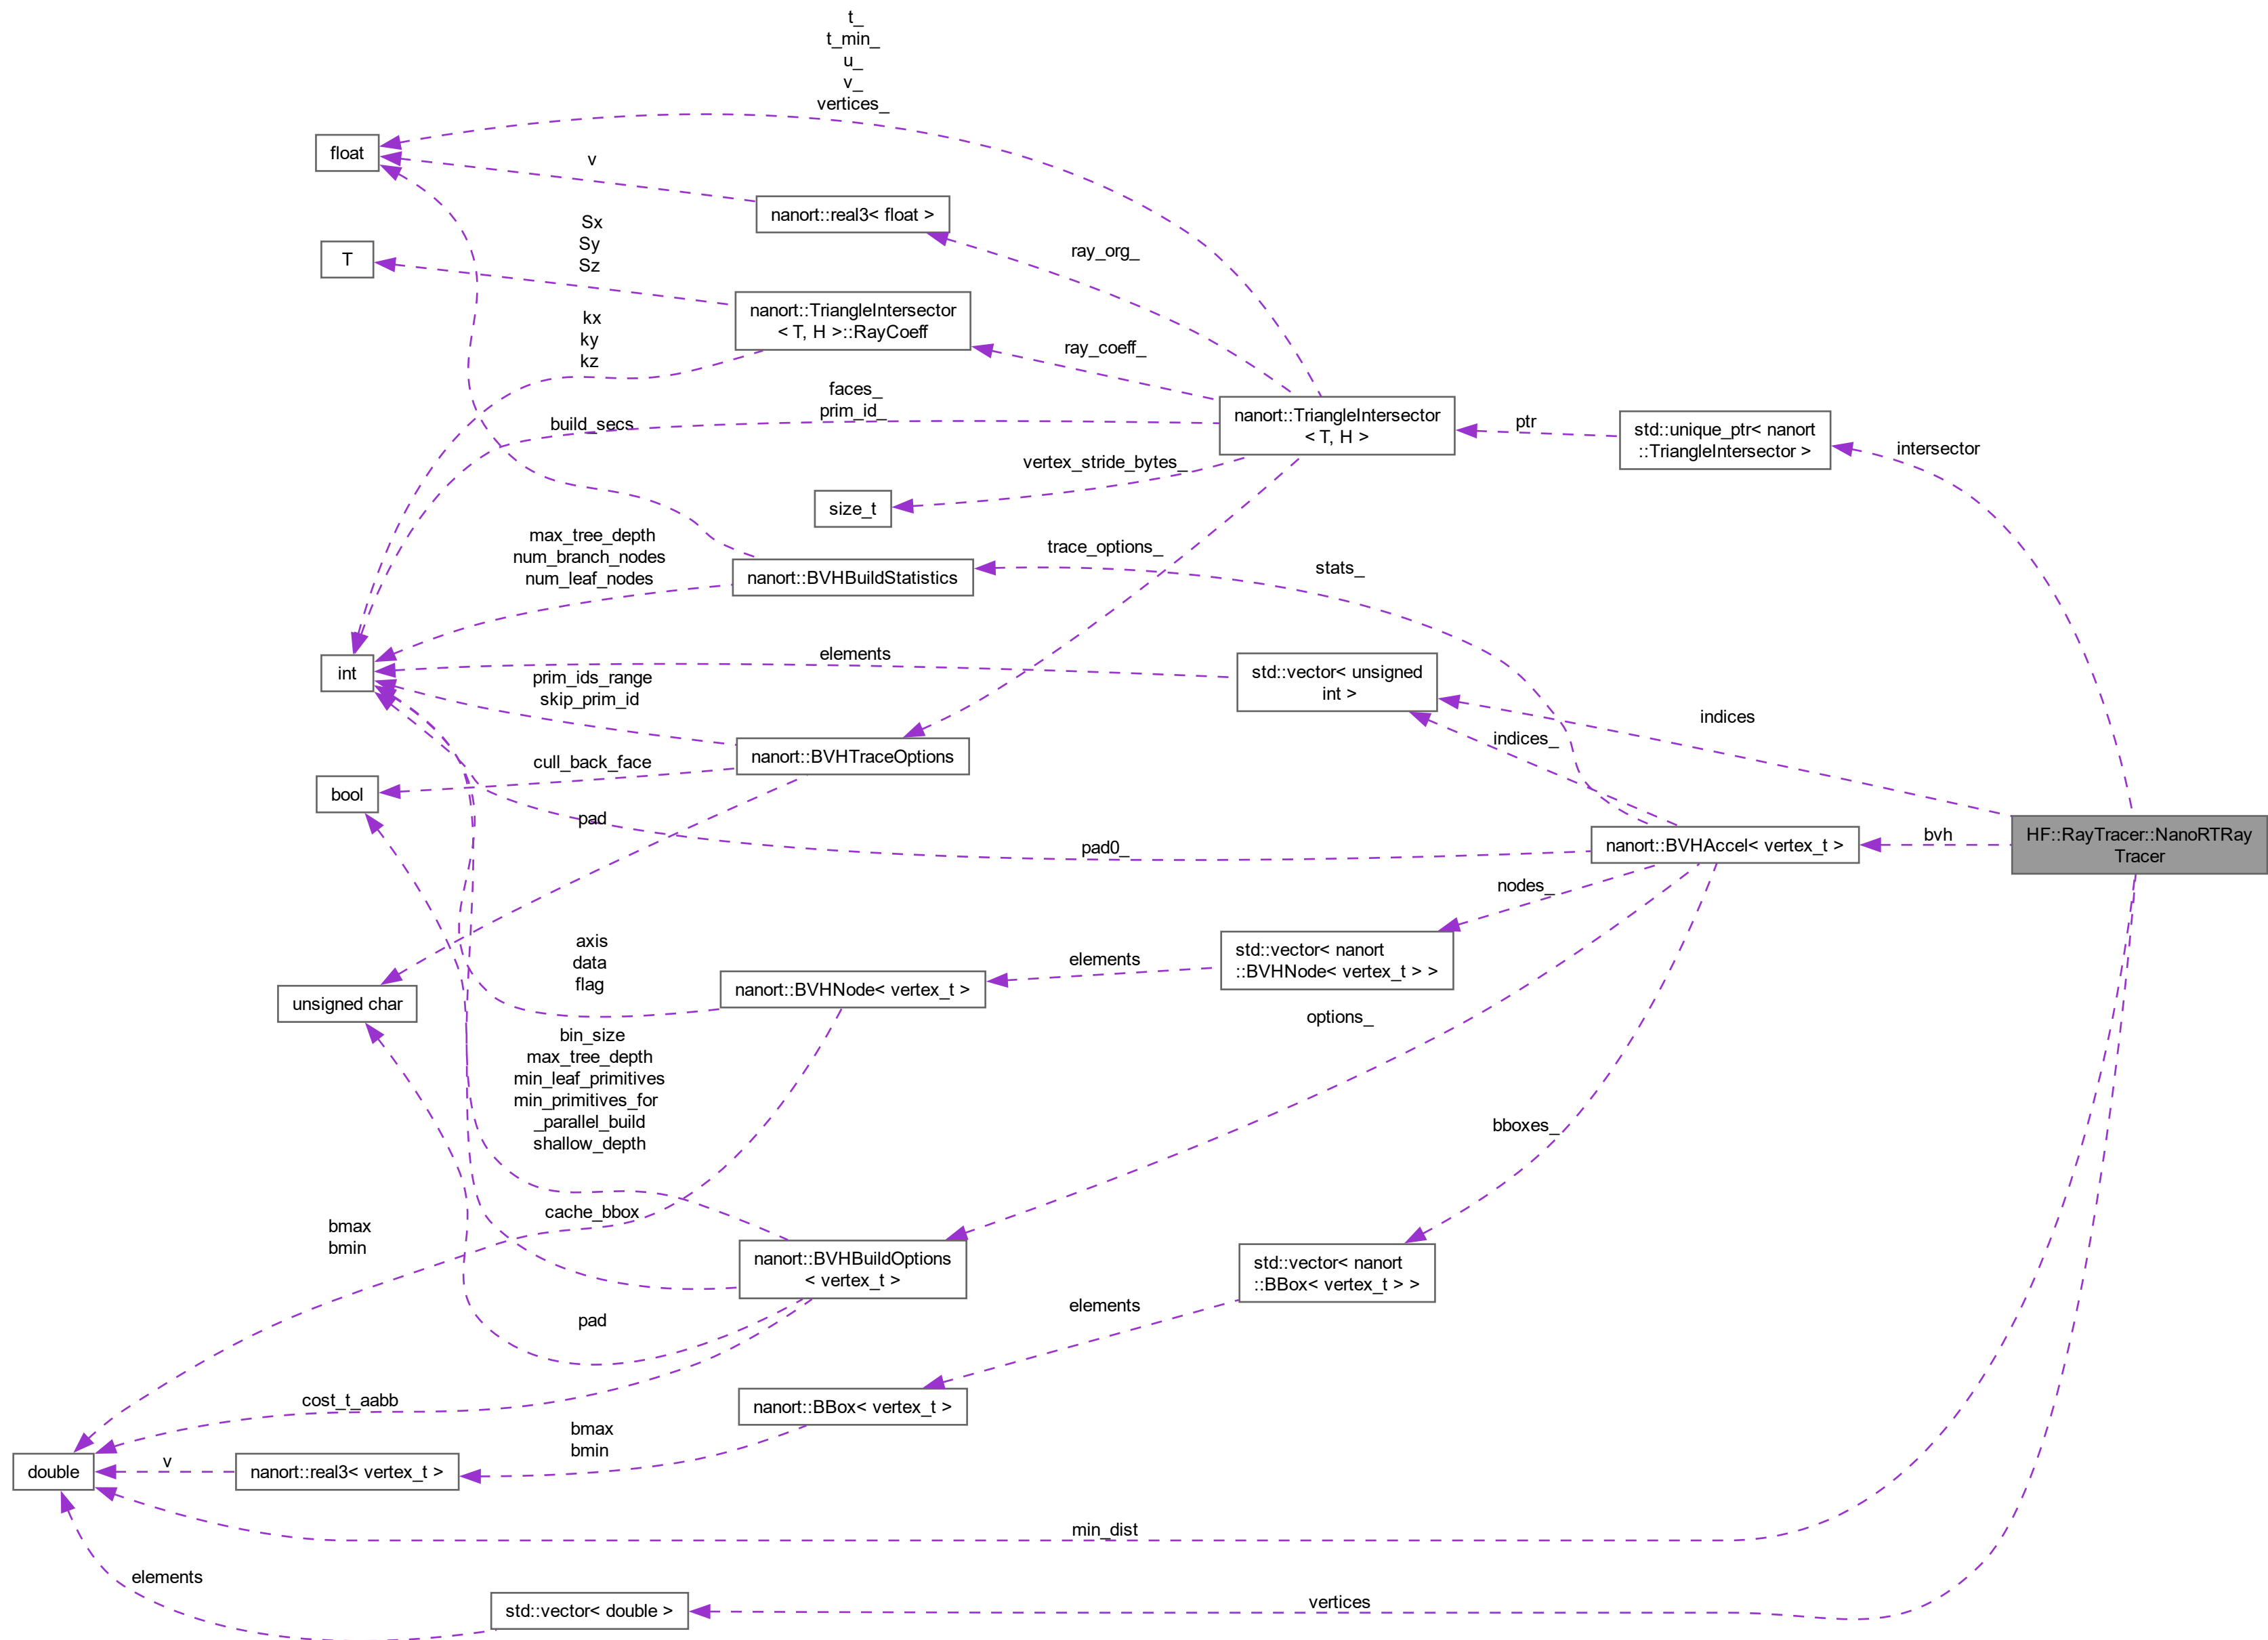 t_
t_min_
u_
v_
vertices_
float
v
nanort::real3< float >
Sx
Sy
Sz
T
ray_org_
nanort::TriangleIntersector
< T, H >::RayCoeff
kx
ky
kz
ray_coeff_
faces_
prim_id_
build_secs
nanort::TriangleIntersector
< T, H >
ptr
std::unique_ptr< nanort
::TriangleIntersector >
intersector
vertex_stride_bytes_
size_t
max_tree_depth
num_branch_nodes
num_leaf_nodes
nanort::BVHBuildStatistics
trace_options_
stats_
int
elements
std::vector< unsigned
int >
prim_ids_range
skip_prim_id
indices
indices_
nanort::BVHTraceOptions
cull_back_face
bool
pad
pad0_
nanort::BVHAccel< vertex_t >
bvh
HF::RayTracer::NanoRTRay
Tracer
nodes_
axis
data
flag
elements
std::vector< nanort
::BVHNode< vertex_t > >
nanort::BVHNode< vertex_t >
unsigned char
options_
bin_size
max_tree_depth
min_leaf_primitives
min_primitives_for
_parallel_build
shallow_depth
bboxes_
cache_bbox
bmax
bmin
nanort::BVHBuildOptions
< vertex_t >
std::vector< nanort
::BBox< vertex_t > >
elements
pad
cost_t_aabb
nanort::BBox< vertex_t >
bmax
bmin
double
v
nanort::real3< vertex_t >
min_dist
elements
std::vector< double >
vertices